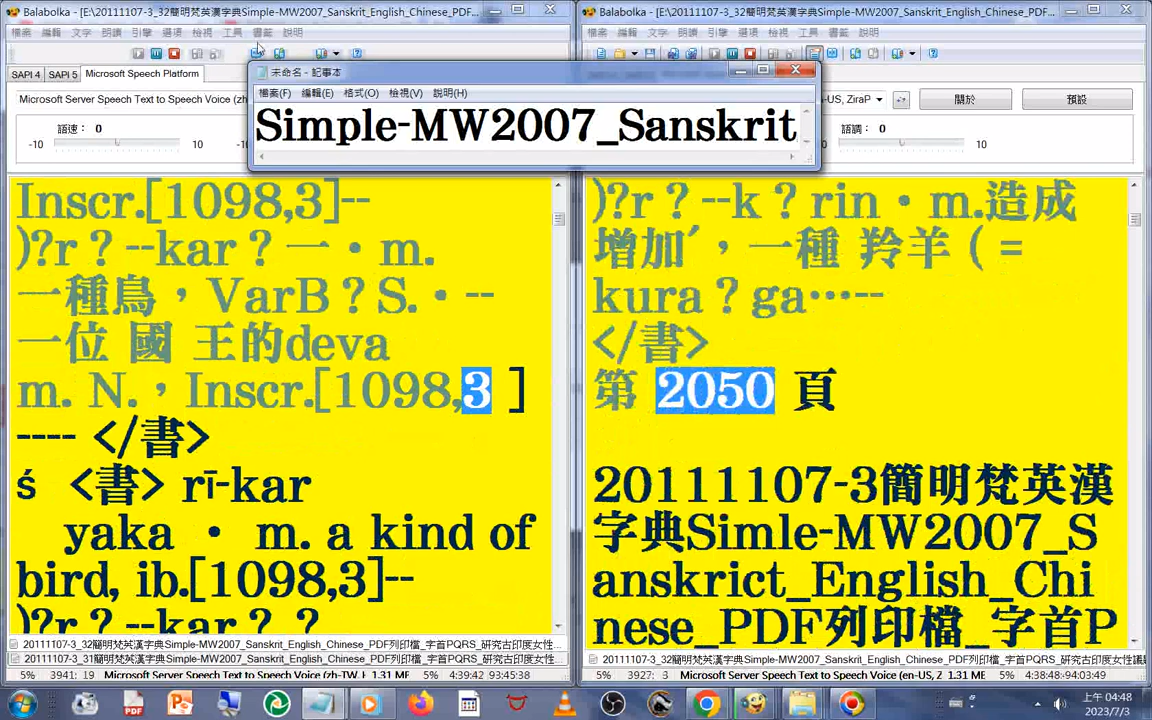 Balabolka - [E:\20111107-3_32簡明梵英漢字典Simple-MW2007_Sanskrit_English_Chinese_PDF...
檔案 編輯 文字 朗讀 引擎 選項 檢視 工具 書籤 說明
SAPI 4 SAPI 5 Microsoft Speech Platform
Microsoft Server Speech Text to Speech Voice (zh
語速： 0
-10 10 -10
Inscr.[1098,3]--
)?r ? --kar ? 一 · m.
一種鳥，VarB ? S. · --
一位 國 王的deva
m. N.，Inscr.[1098,3 ]
---- </書>
ś <書> rī-kar
yaka · m. a kind of
bird, ib.[1098,3]--
)?r ? --kar ? ?
20111107-3_32簡明梵英漢字典Simple-MW2007_Sanskrit_English_Chinese_PDF列印檔_字首PQRS_研究古印度女性...
20111107-3_31簡明梵英漢字典Simple-MW2007_Sanskrit_English_Chinese_PDF列印檔_字首PQRS_研究古印度女性...
5% 3941: 19 Microsoft Server Speech Text to Speech Voice (zh-TW, H 1.31 ME 5% 4:39:42 93:45:38
未命名 - 記事本
檔案(F) 編輯(E) 格式(O) 檢視(V) 說明(H)
Simple-MW2007_Sanskrit
Balabolka - [E:\20111107-3_32簡明梵英漢字典Simple-MW2007_Sanskrit_English_Chinese_PDF...
檔案 編輯 文字 朗讀 引擎 選項 檢視 工具 書籤 說明
-US, ZiraP 關於 預設
語調： 0
10
)?r ? --k ? rin · m.造成
增加´，一種 羚羊 ( =
kura ? ga…--
</書>
第 2050 頁
20111107-3簡明梵英漢
字典Simle-MW2007_S
anskrict_English_Chi
nese_PDF列印檔_字首P
20111107-3_32簡明梵英漢字典Simple-MW2007_Sanskrit_English_Chinese_PDF列印檔_字首PQRS_研究古印度女性議
5% 3927: 3 Microsoft Server Speech Text to Speech Voice (en-US, Z 1.31 ME 5% 4:38:48 94:03:49
上午 04:48
2023/7/3